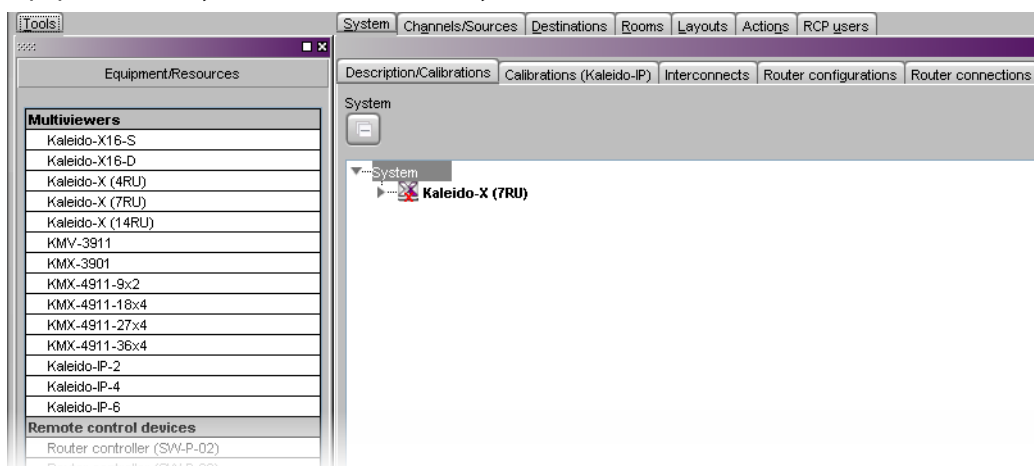 Tools
System Channels/Sources Destinations Rooms Layouts Actions RCP users
Equipment/Resources
Description/Calibrations Calibrations (Kaleido-IP) Interconnects Router configurations Router connections
System
Multiviewers
Kaleido-X16-S
Kaleido-X16-D
Kaleido-X (4RU)
Kaleido-X (7RU)
Kaleido-X (14RU)
KMV-3911
KMX-3901
KMX-4911-9x2
KMX-4911-18x4
KMX-4911-27x4
KMX-4911-36x4
Kaleido-IP-2
Kaleido-IP-4
Kaleido-IP-6
Remote control devices
Router controller (SW-P-02)
System
Kaleido-X (7RU)